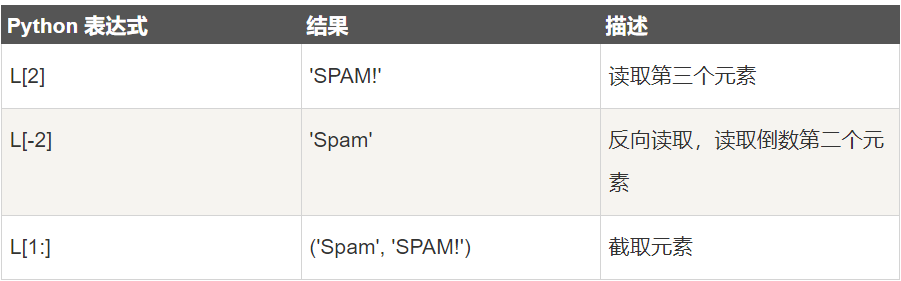 Python 表达式 结果 描述
L[2] 'SPAM!' 读取第三个元素
L[-2] 'Spam' 反向读取，读取倒数第二个元
素
L[1:] ('Spam', 'SPAM!') 截取元素